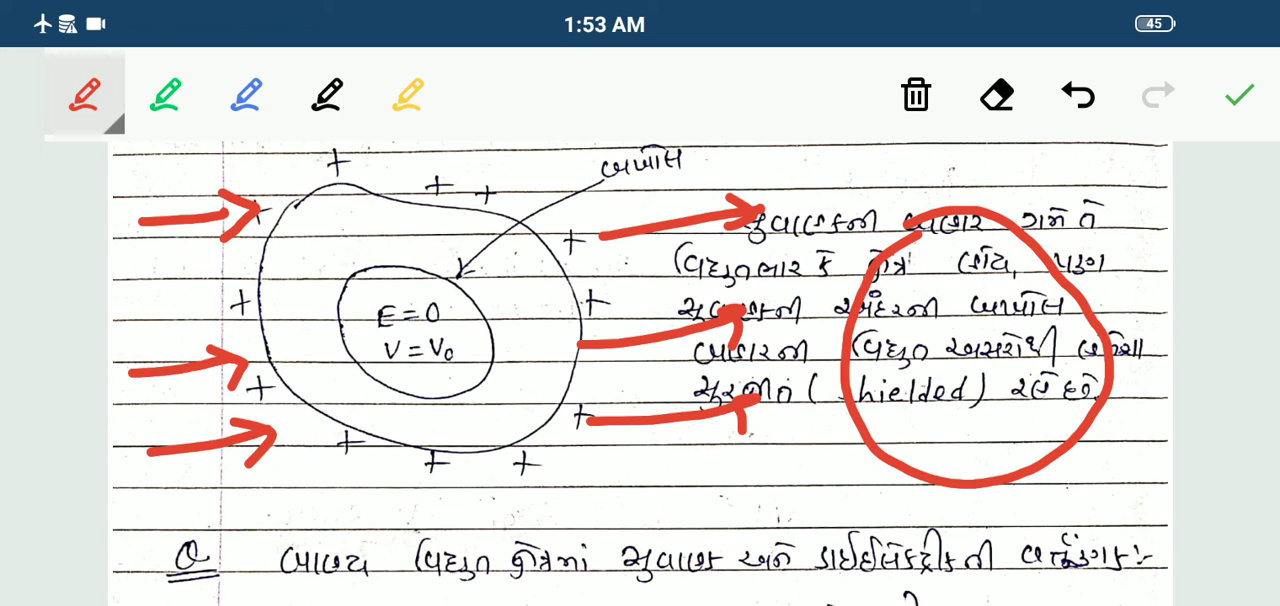 1:53 AM
45
બખોલ
સુવાહકની બહાર ગમે તે
વિદ્યુતભાર કે ક્ષેત્ર હોય, પરંતુ
E=0
સુવાહકની અંદરની બખોલ
V=V₀
બહારની વિદ્યુત અસરોથી હંમેશા
સુરક્ષિત (shielded) રહે છે.
Q બાહ્ય વિદ્યુત ક્ષેત્રમાં સુવાહક અને ડાઈઈલેક્ટ્રીકની વર્તણૂંક :-